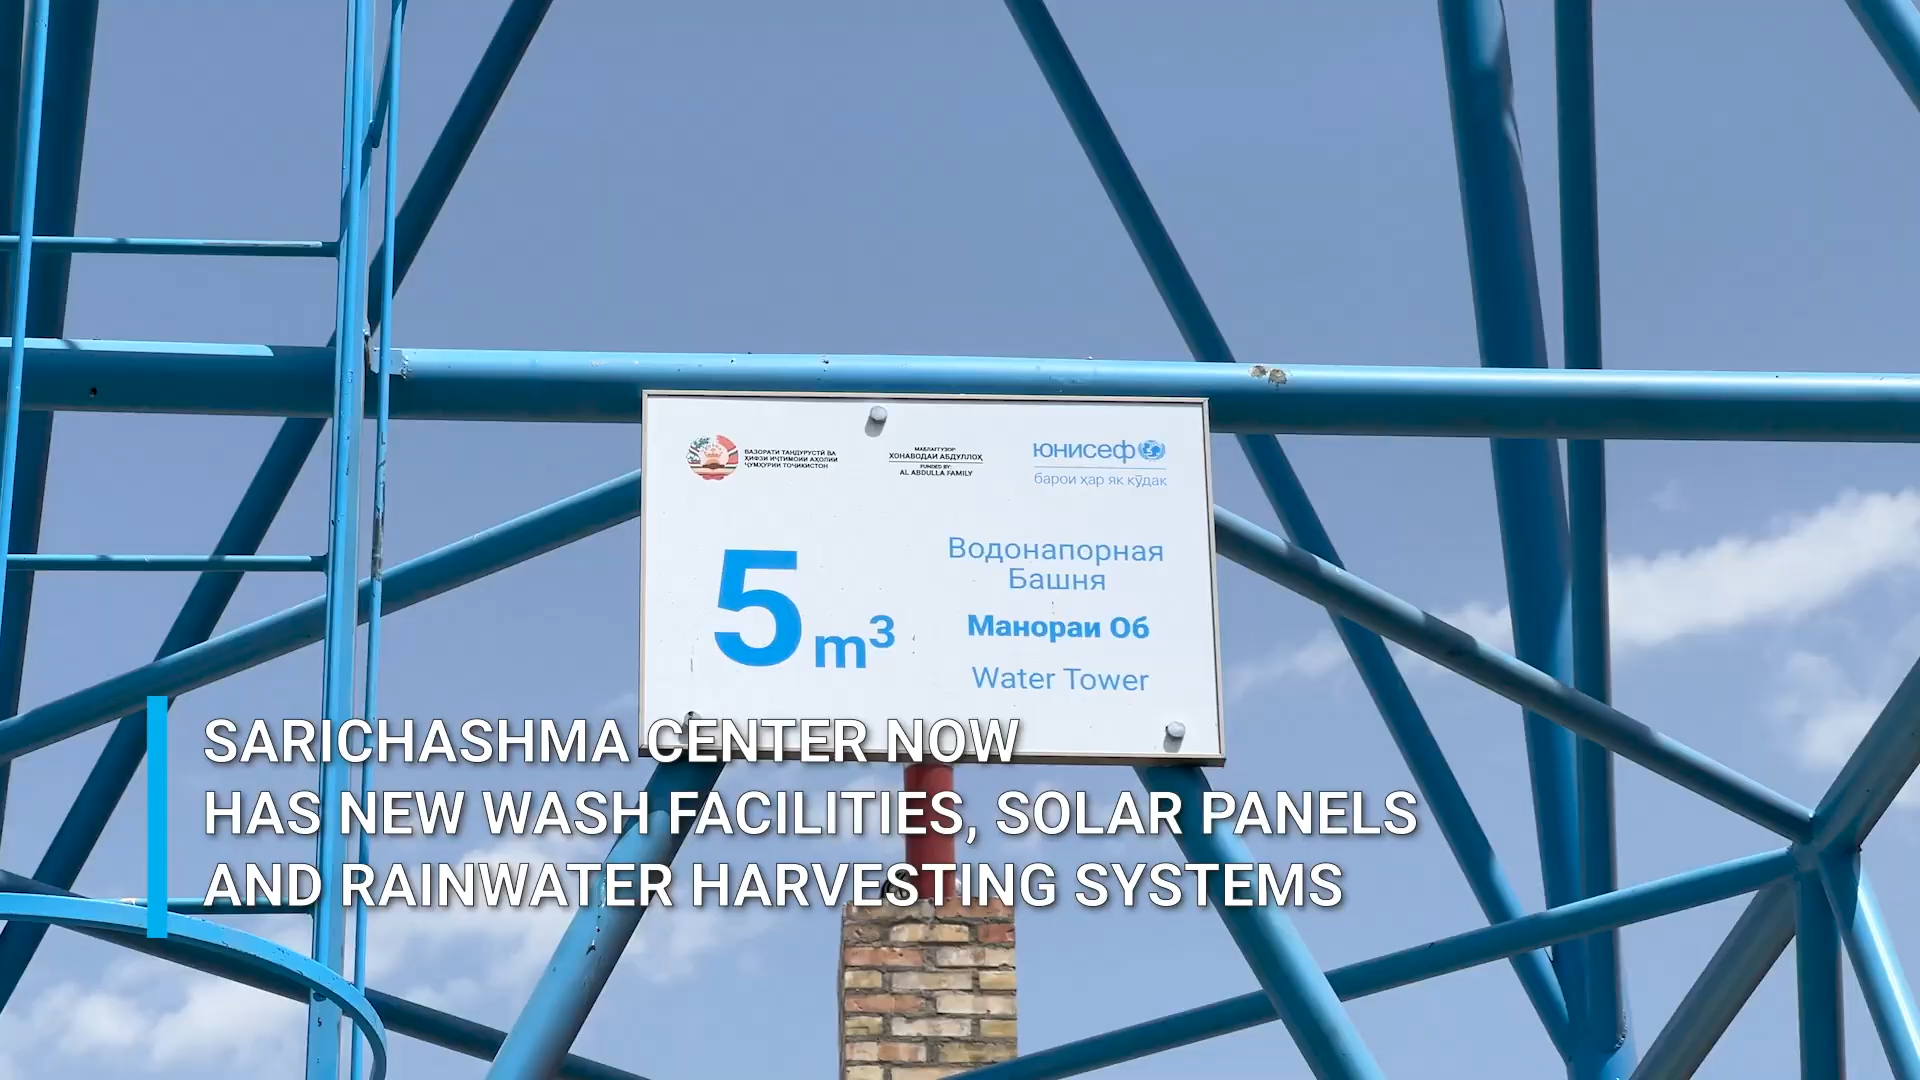 ВАЗОРАТИ ТАНДУРУСТӢ ВА
ҲИФЗИ ИҶТИМОИИ АҲОЛИИ
ҶУМҲУРИИ ТОҶИКИСТОН
МАБЛАҒГУЗОР
ХОНАВОДАИ АБДУЛЛОҲ
FUNDED BY:
AL ABDULLA FAMILY
ЮНИСЕФ
барои ҳар як кӯдак
5 m³
Водонапорная
Башня
Манораи Об
Water Tower
SARICHASHMA CENTER NOW
HAS NEW WASH FACILITIES, SOLAR PANELS
AND RAINWATER HARVESTING SYSTEMS